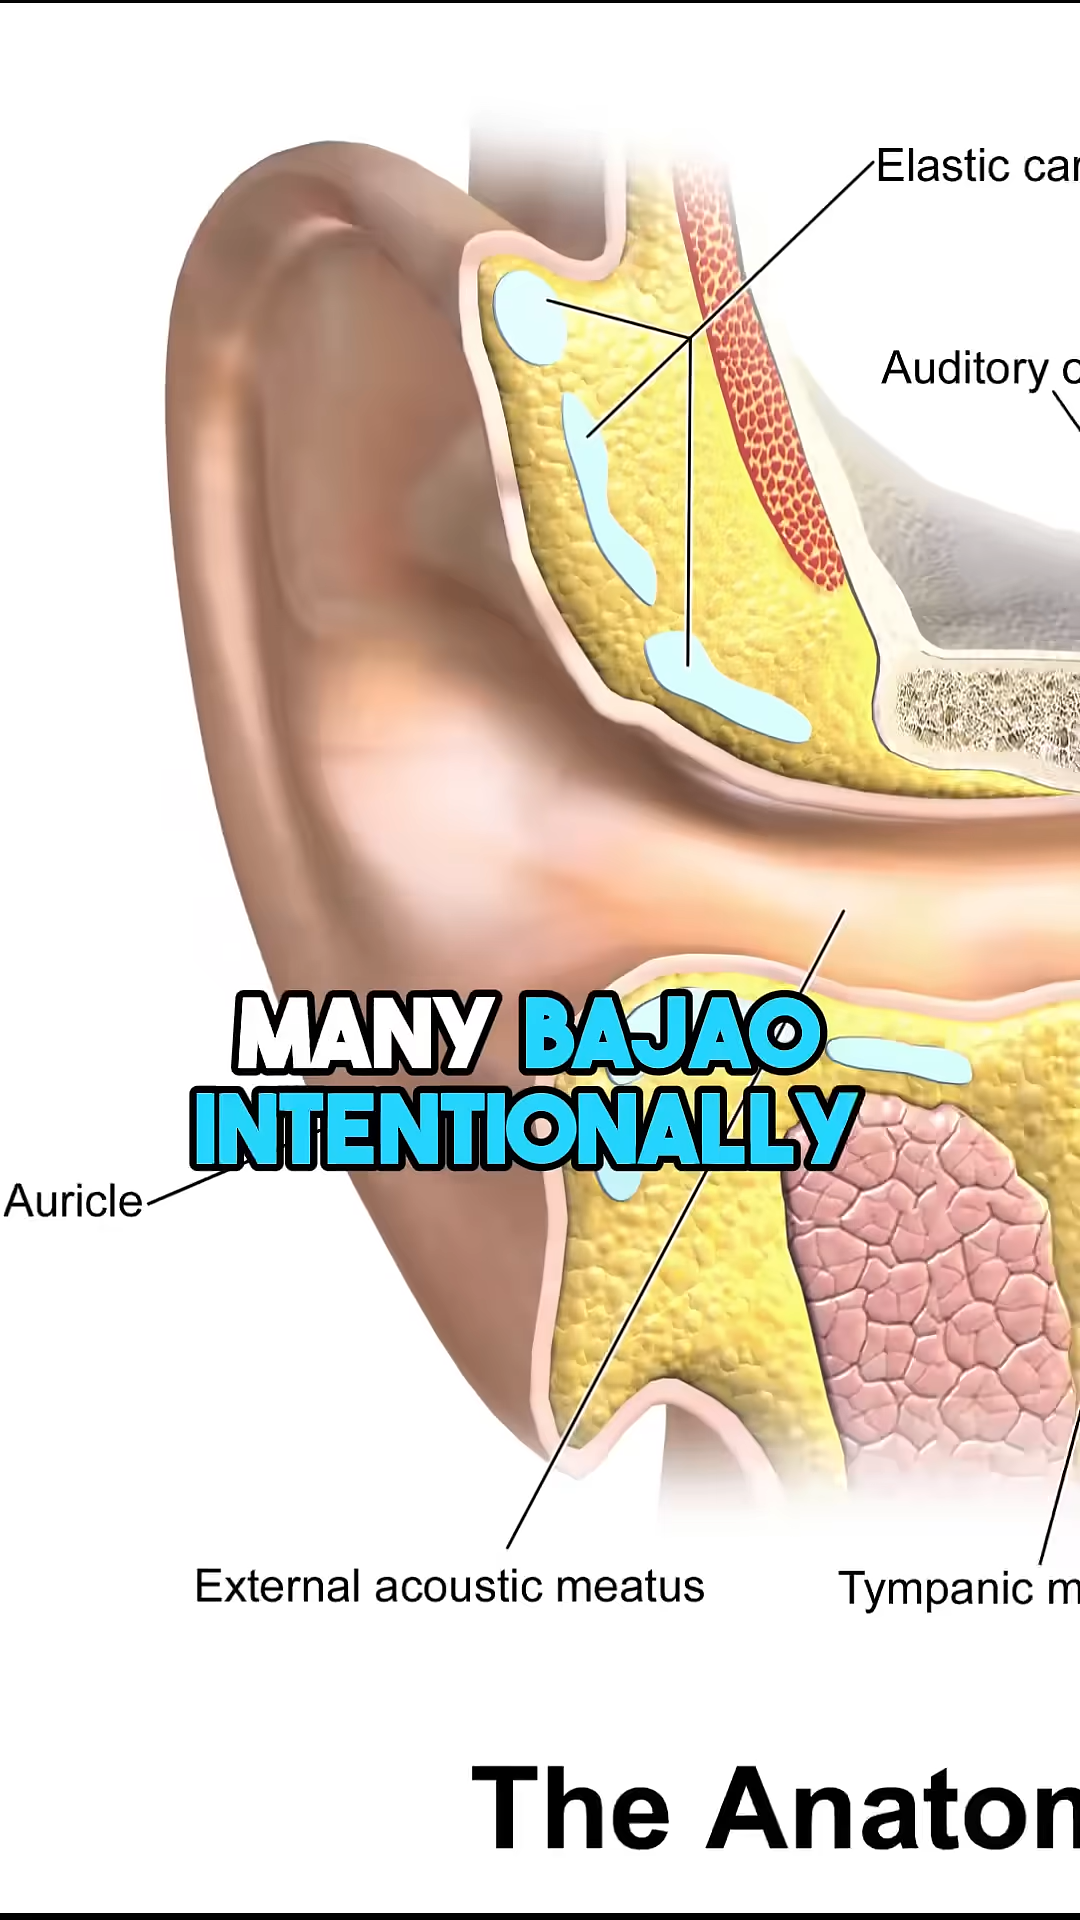 Elastic car
Auditory o
MANY BAJAO
INTENTIONALLY
Auricle
External acoustic meatus
Tympanic m
The Anaton